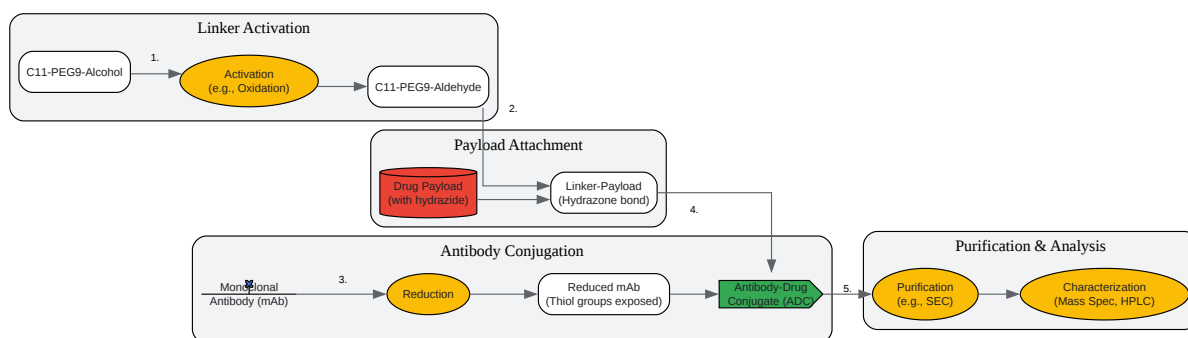 Linker Activation
1.
C11-PEG9-Alcohol
Activation
(e.g., Oxidation)
C11-PEG9-Aldehyde
2.
Payload Attachment
Drug Payload
(with hydrazide)
Linker-Payload
(Hydrazone bond)
4.
Antibody Conjugation
Monoclonal
Antibody (mAb)
3.
Reduction
Reduced mAb
(Thiol groups exposed)
Antibody-Drug
Conjugate (ADC)
5.
Purification & Analysis
Purification
(e.g., SEC)
Characterization
(Mass Spec, HPLC)